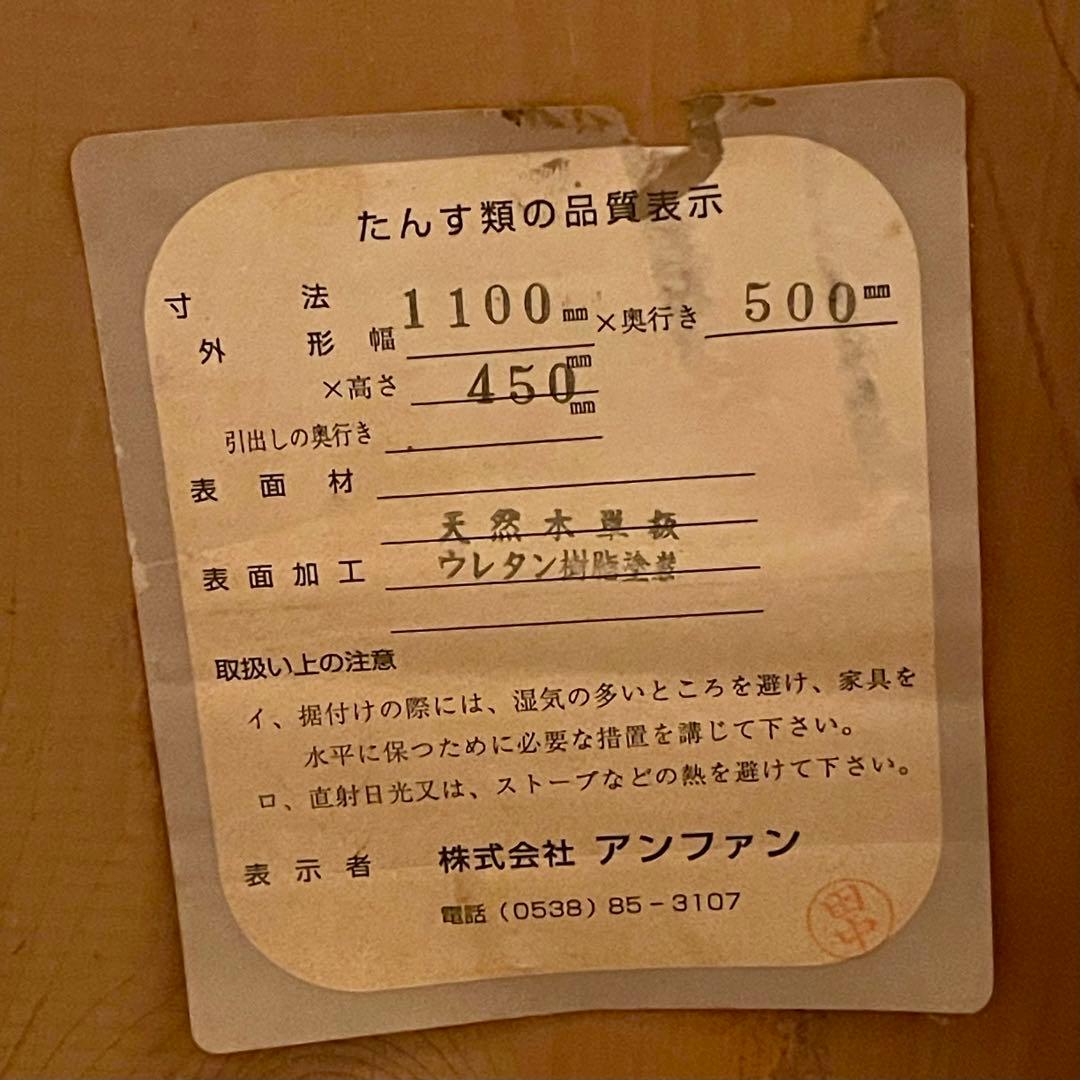 たんす類の品質表示
寸法
外形 幅 1100mm ×奥行き 500mm
×高さ 450mm
引出しの奥行き mm
表面材
天然木単板
表面加工 ウレタン樹脂塗装
取扱い上の注意
イ、据付けの際には、湿気の多いところを避け、家具を
水平に保つために必要な措置を講じて下さい。
ロ、直射日光又は、ストーブなどの熱を避けて下さい。
表示者 株式会社 アンファン
電話(0538)85-3107